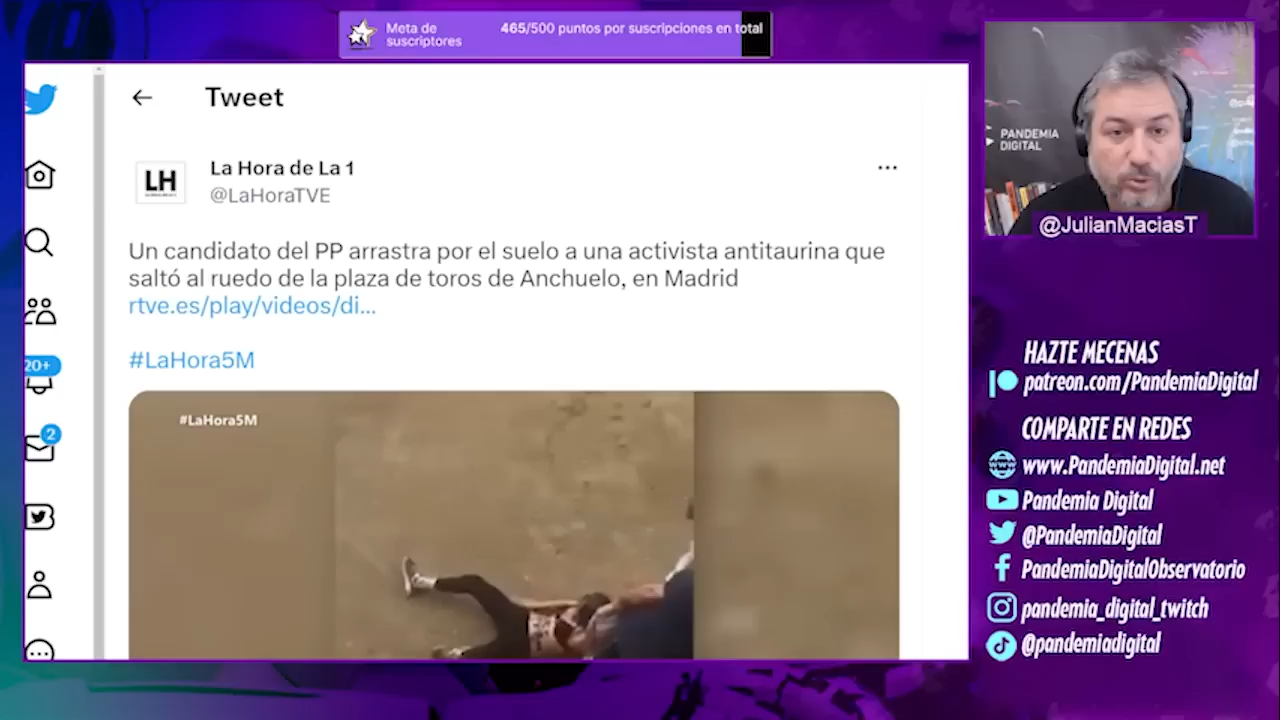 Meta de
suscriptores
465/500 puntos por suscripciones en total
Tweet
LH
La Hora de La 1
@LaHoraTVE
Un candidato del PP arrastra por el suelo a una activista antitaurina que
saltó al ruedo de la plaza de toros de Anchuelo, en Madrid
rtve.es/play/videos/di...
#LaHora5M
#LaHora5M
20+
2
PANDEMIA
DIGITAL
@JulianMaciasT
HAZTE MECENAS
patreon.com/PandemiaDigital
COMPARTE EN REDES
www.PandemiaDigital.net
Pandemia Digital
@PandemiaDigital
PandemiaDigitalObservatorio
pandemia_digital_twitch
@pandemiadigital